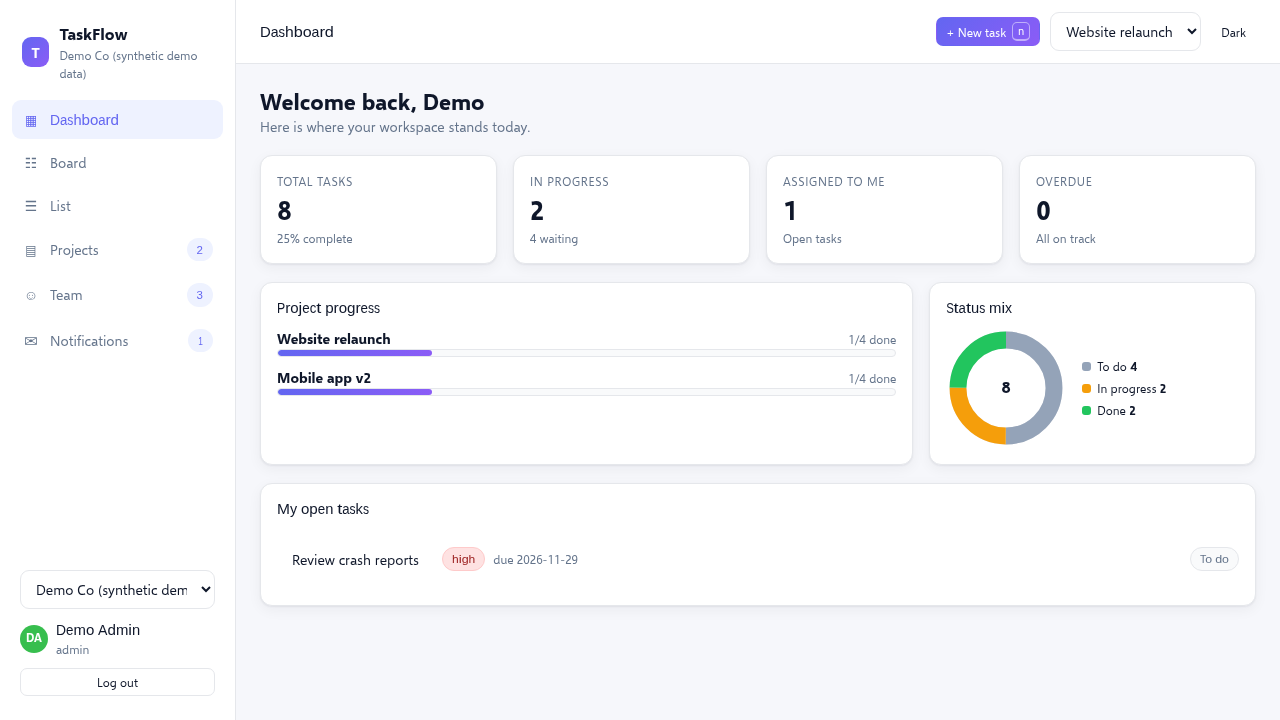 T
TaskFlow
Demo Co (synthetic demo
data)
Dashboard
Board
List
Projects 2
Team 3
Notifications 1
Demo Co (synthetic dem
DA
Demo Admin
admin
Log out
Dashboard
+ New task n
Website relaunch
Dark
Welcome back, Demo
Here is where your workspace stands today.
TOTAL TASKS
8
25% complete
IN PROGRESS
2
4 waiting
ASSIGNED TO ME
1
Open tasks
OVERDUE
0
All on track
Project progress
Website relaunch 1/4 done
Mobile app v2 1/4 done
Status mix
8
To do 4
In progress 2
Done 2
My open tasks
Review crash reports high due 2026-11-29 To do